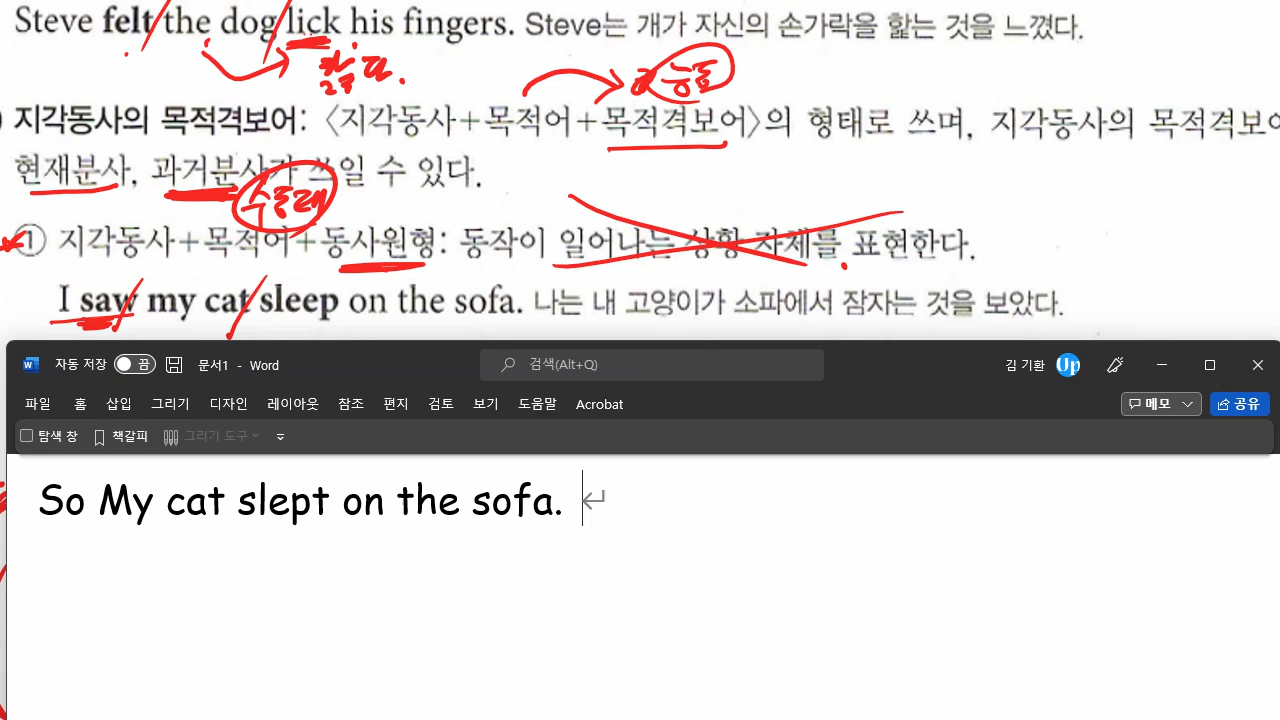 Steve felt the dog lick his fingers. Steve는 개가 자신의 손가락을 핥는 것을 느꼈다.
핥다.
능동
지각동사의 목적격보어: 〈지각동사+목적어+목적격보어〉의 형태로 쓰며, 지각동사의 목적격보어
현재분사, 과거분사가 쓰일 수 있다.
수동태
① 지각동사+목적어+동사원형: 동작이 일어나는 상황 자체를 표현한다.
I saw my cat sleep on the sofa. 나는 내 고양이가 소파에서 잠자는 것을 보았다.
자동 저장 끔 문서1 - Word 검색(Alt+Q) 김 기환 Up
파일 홈 삽입 그리기 디자인 레이아웃 참조 편지 검토 보기 도움말 Acrobat 메모 공유
탐색 창 책갈피 그리기 도구
So My cat slept on the sofa.